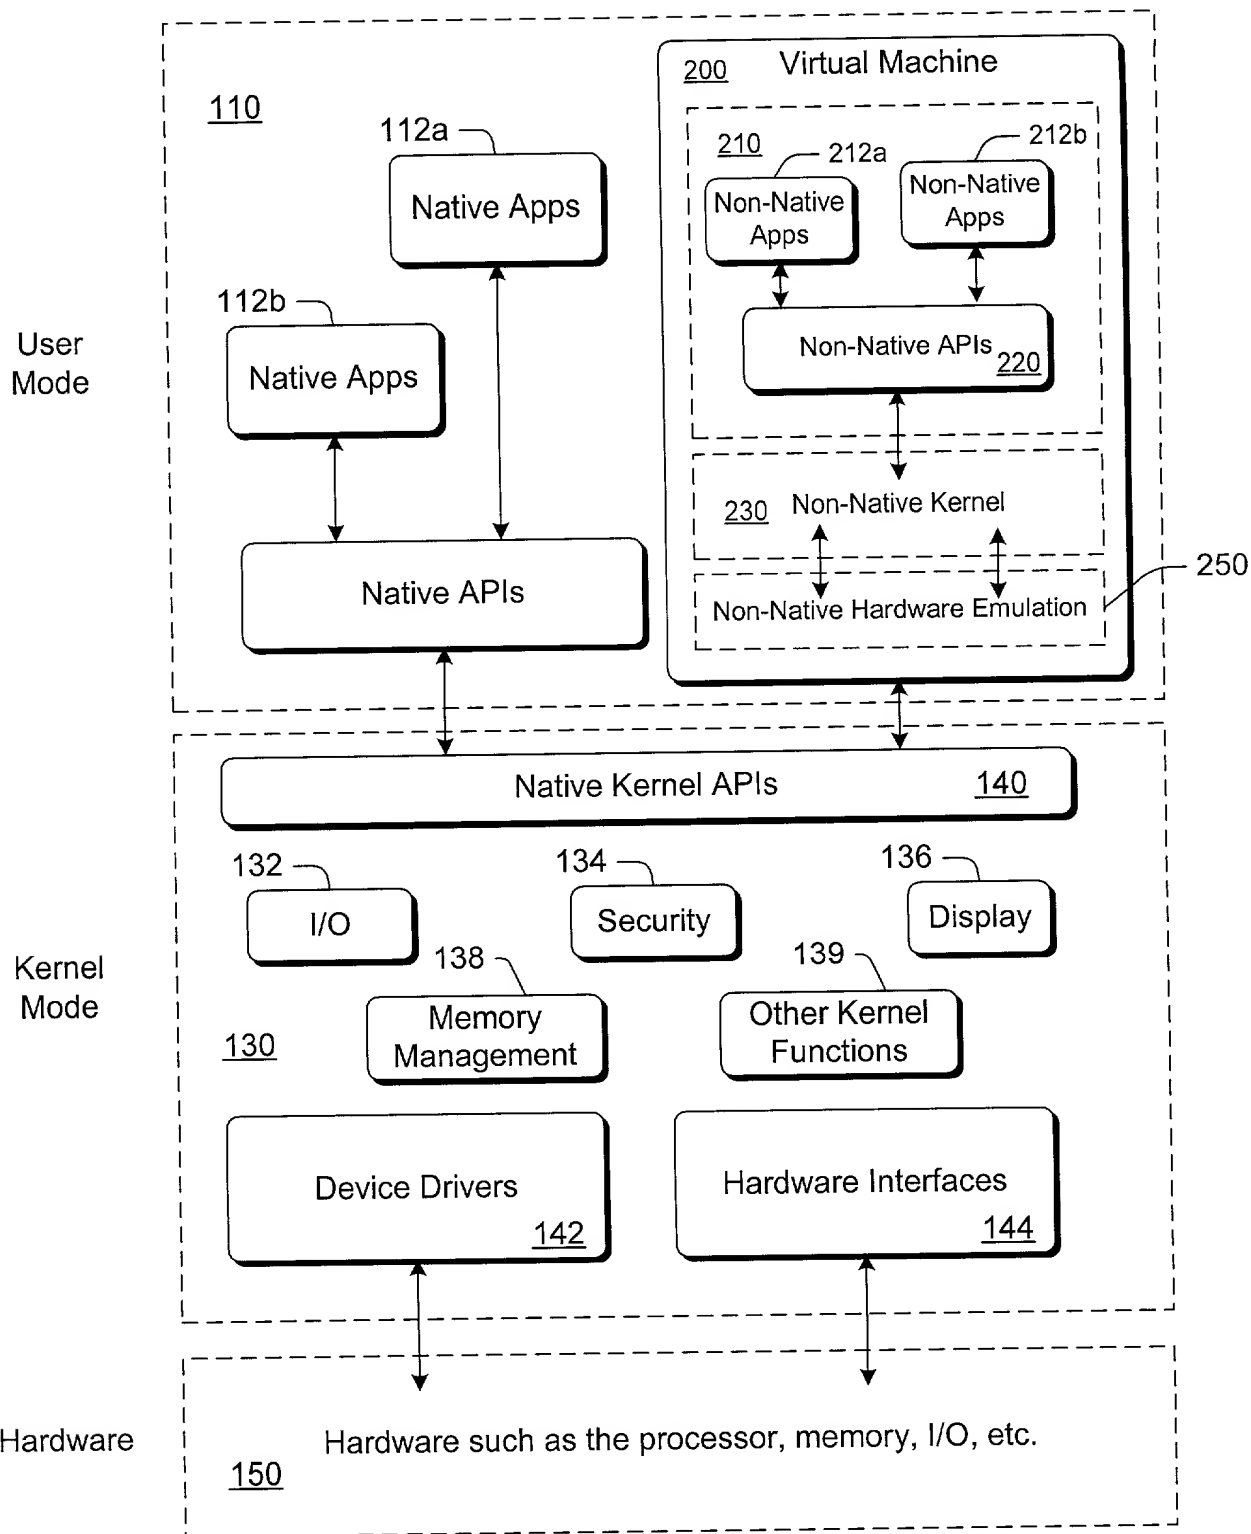 200 Virtual Machine
110
112a
210
212a
212b
Native Apps
Non-Native
Apps
Non-Native
Apps
112b
User
Mode
Native Apps
Non-Native APIs 220
230 Non-Native Kernel
250
Native APIs
Non-Native Hardware Emulation
Native Kernel APIs 140
132
134
136
I/O
Security
Display
138
139
Kernel
Mode
Memory
Management
Other Kernel
Functions
130
Device Drivers
142
Hardware Interfaces
144
Hardware
Hardware such as the processor, memory, I/O, etc.
150